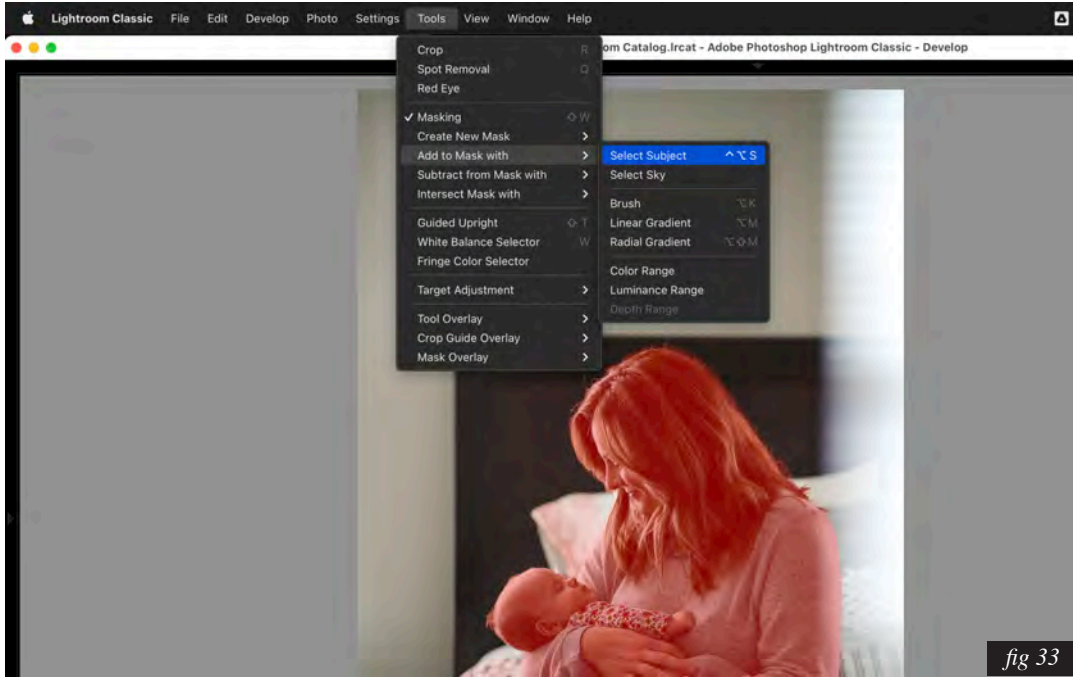 Lightroom Classic File Edit Develop Photo Settings Tools View Window Help
om Catalog.lrcat - Adobe Photoshop Lightroom Classic - Develop
Crop R
Spot Removal Q
Red Eye
✓ Masking ⇧W
Create New Mask >
Add to Mask with >
Subtract from Mask with >
Intersect Mask with >
Guided Upright ⇧T
White Balance Selector W
Fringe Color Selector
Target Adjustment >
Tool Overlay >
Crop Guide Overlay >
Mask Overlay >
Select Subject ^⌥S
Select Sky
Brush ⌥K
Linear Gradient ⌥M
Radial Gradient ⌥⇧M
Color Range
Luminance Range
Depth Range
fig 33